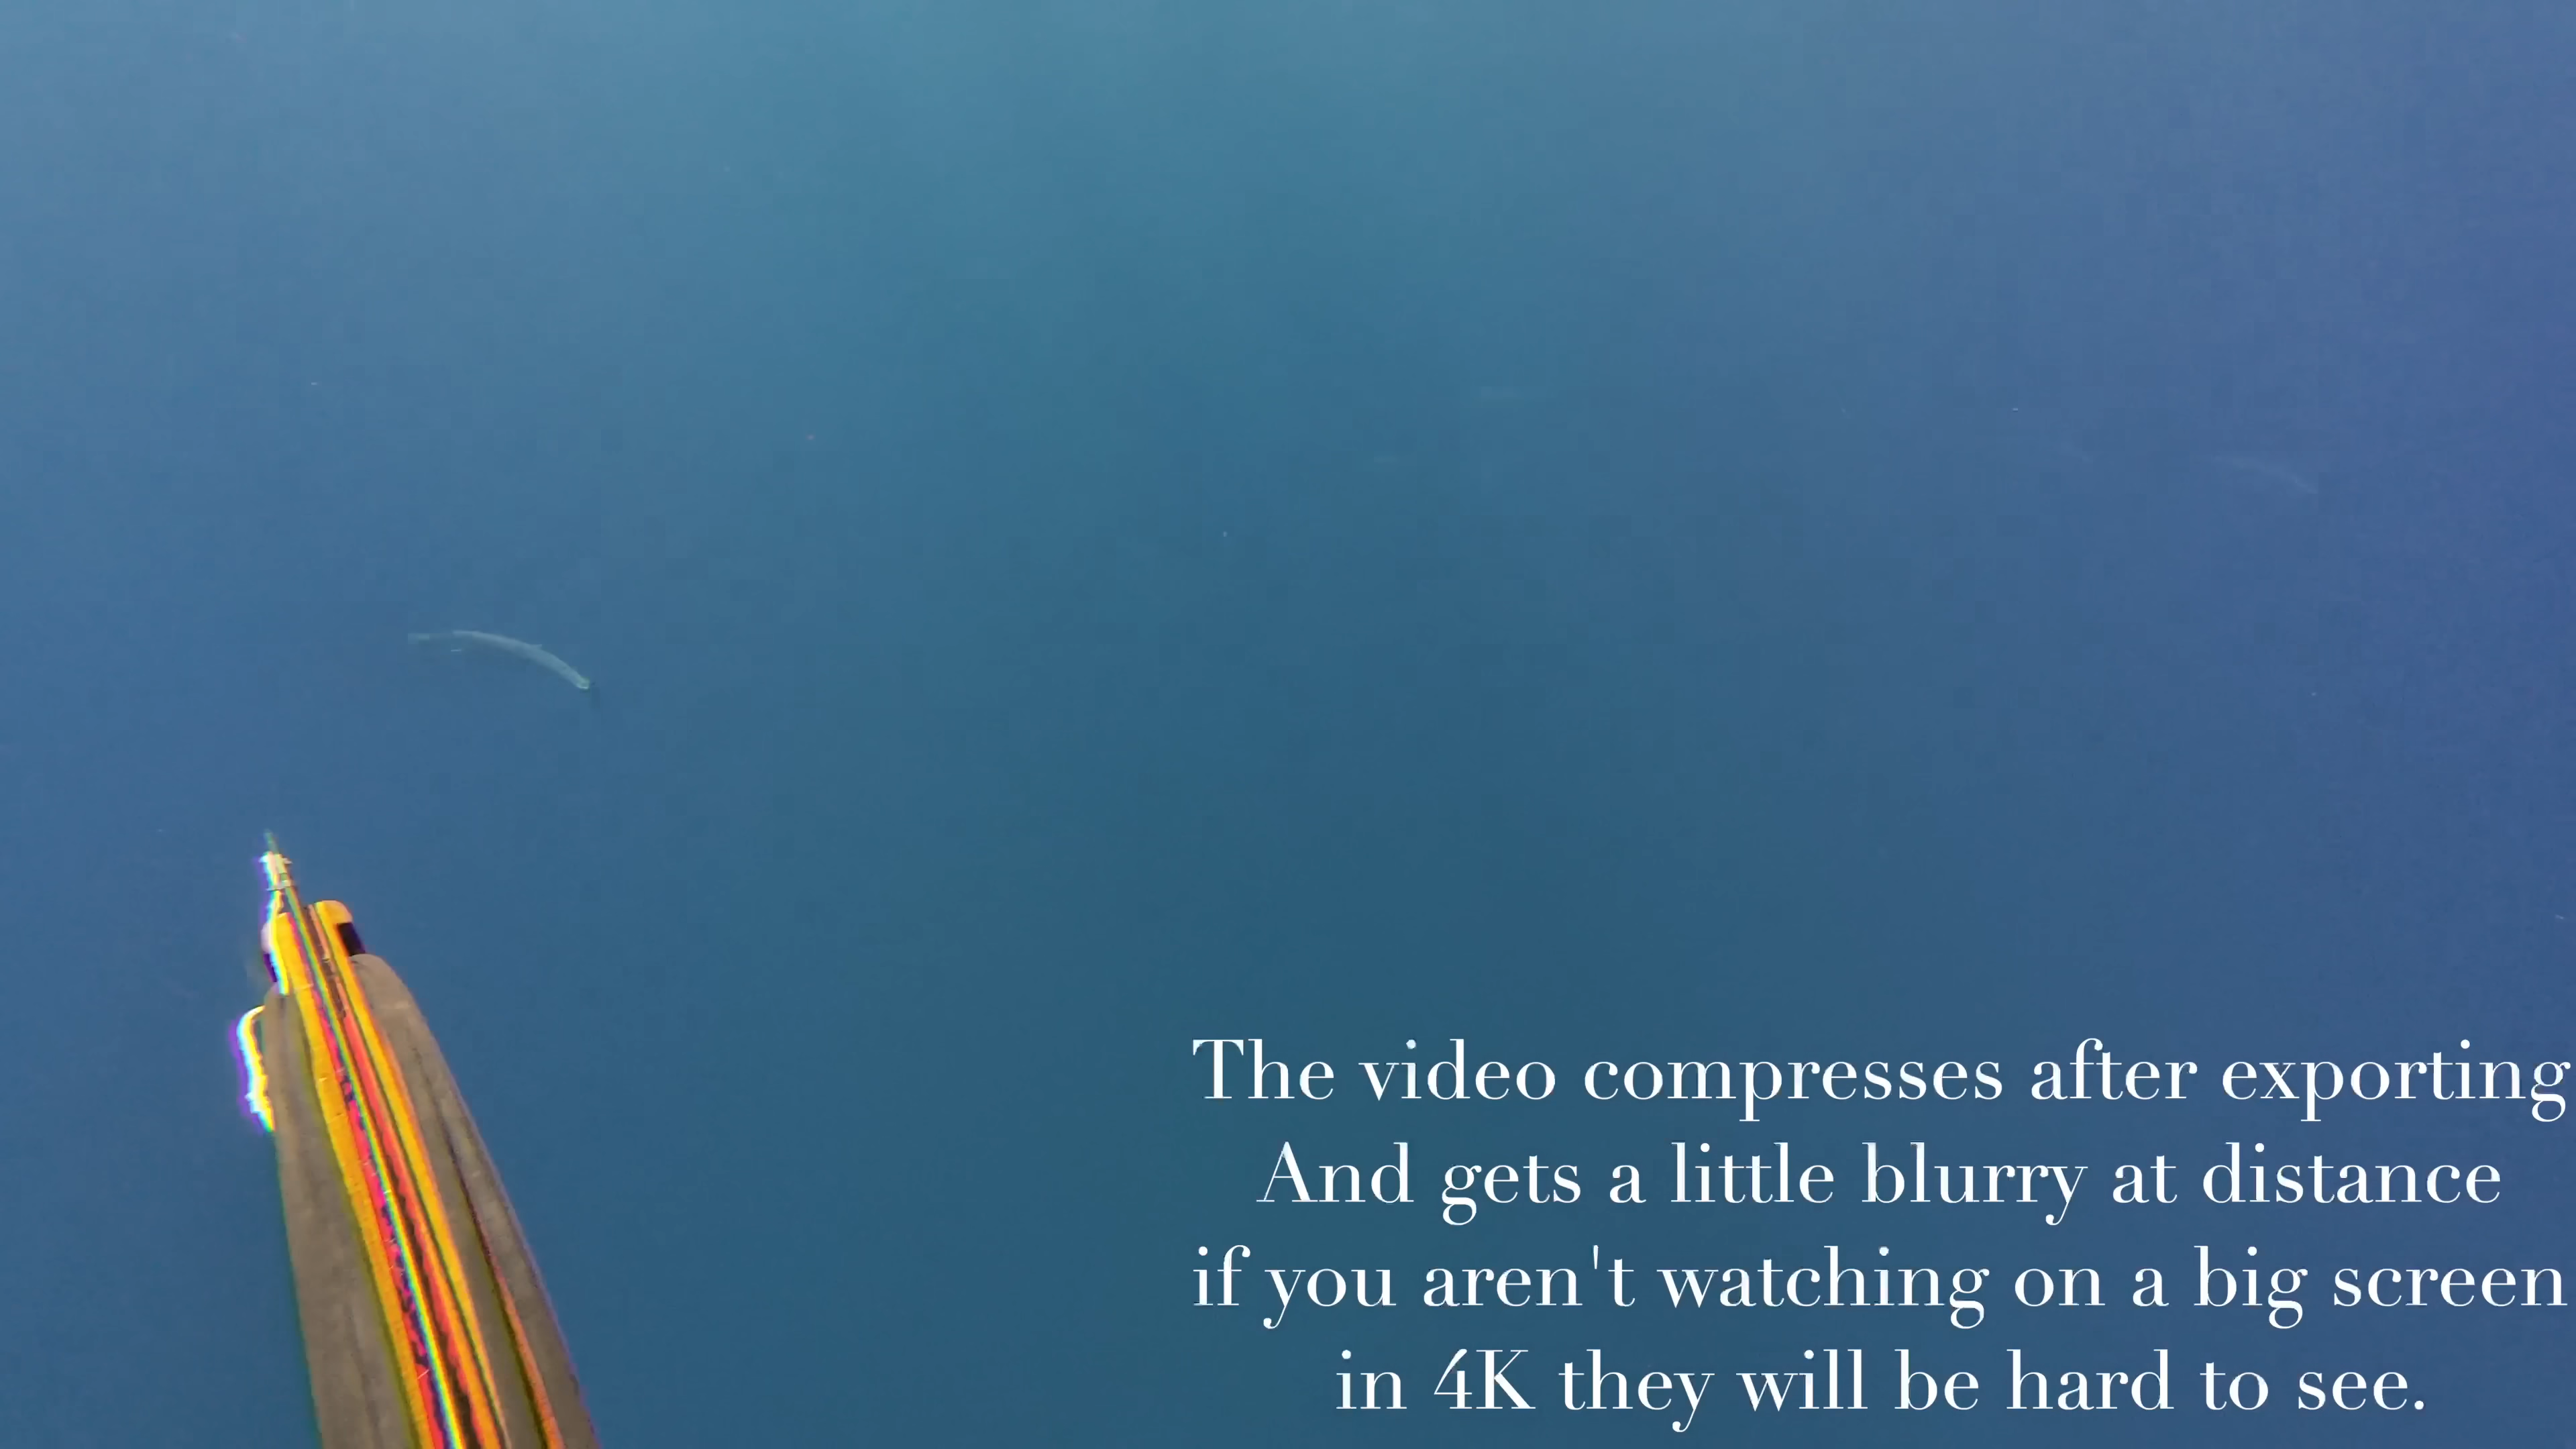 The video compresses after exporting
And gets a little blurry at distance
if you aren't watching on a big screen
in 4K they will be hard to see.